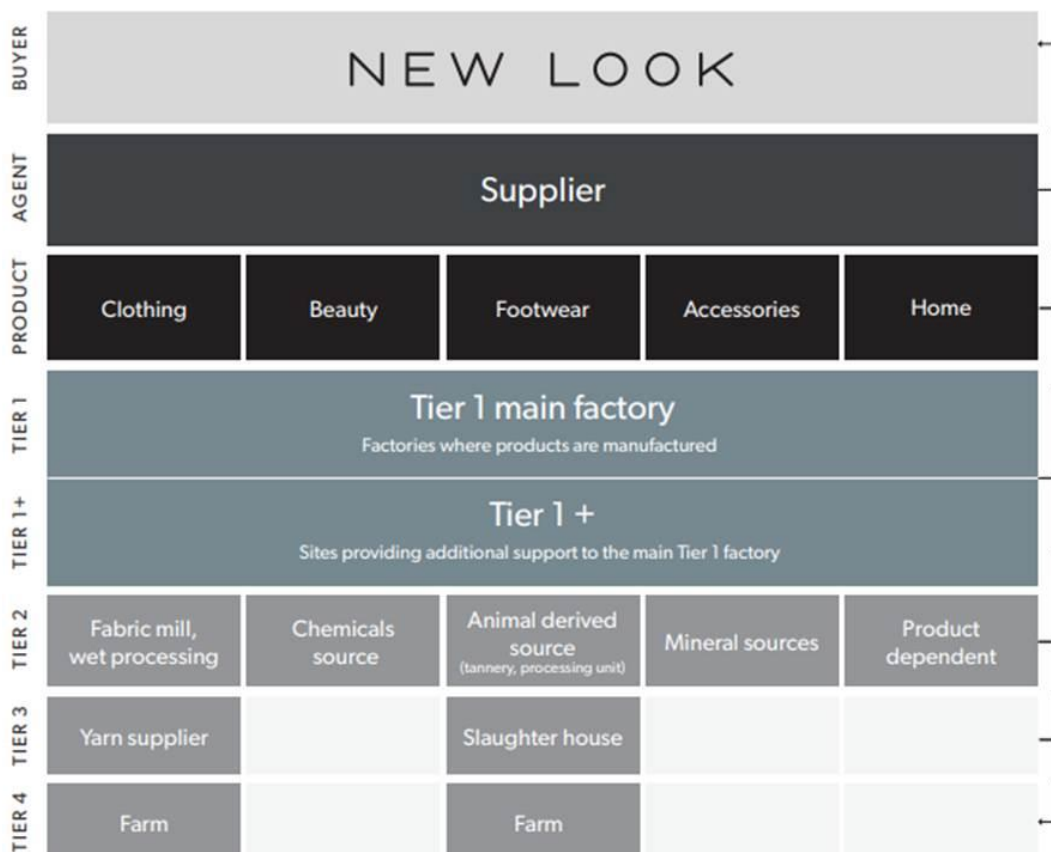 BUYER
NEW LOOK
AGENT
Supplier
PRODUCT
Clothing
Beauty
Footwear
Accessories
Home
TIER 1
Tier 1 main factory
Factories where products are manufactured
TIER 1+
Tier 1 +
Sites providing additional support to the main Tier 1 factory
TIER 2
Fabric mill,
wet processing
Chemicals
source
Animal derived
source
(tannery, processing unit)
Mineral sources
Product
dependent
TIER 3
Yarn supplier
Slaughter house
TIER 4
Farm
Farm